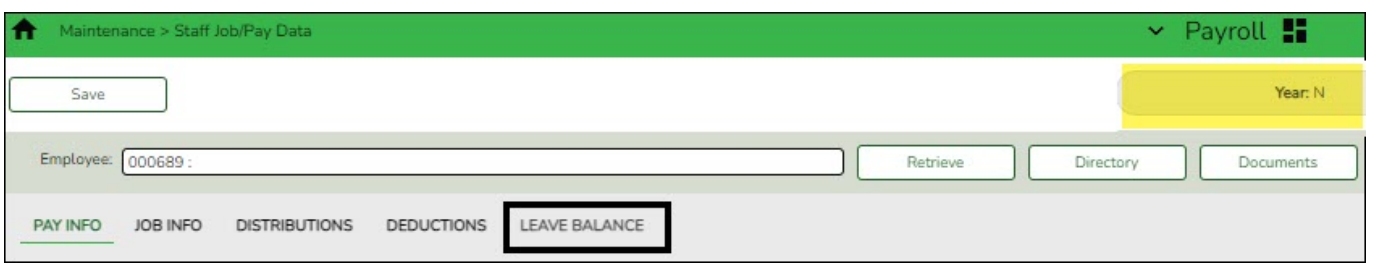 Maintenance > Staff Job/Pay Data Payroll
Save Year: N
Employee: 000689 : Retrieve Directory Documents
PAY INFO JOB INFO DISTRIBUTIONS DEDUCTIONS LEAVE BALANCE